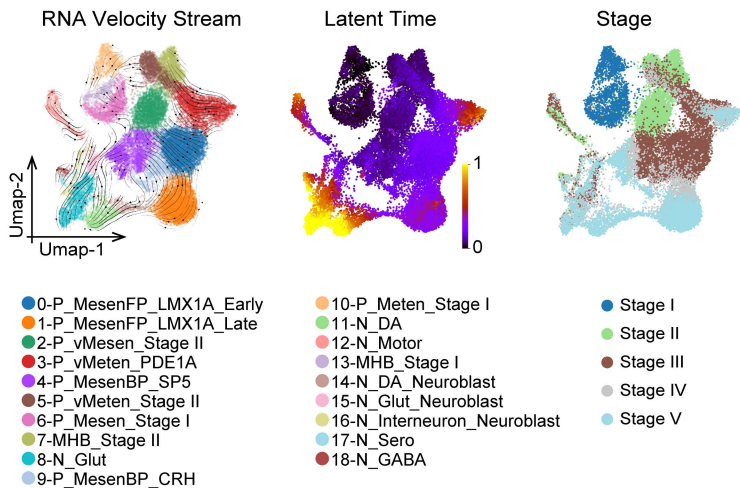 RNA Velocity Stream
Latent Time
Stage
Umap-2
Umap-1
1
0
0-P_MesenFP_LMX1A_Early
1-P_MesenFP_LMX1A_Late
2-P_vMesen_Stage II
3-P_vMeten_PDE1A
4-P_MesenBP_SP5
5-P_vMeten_Stage II
6-P_Mesen_Stage I
7-MHB_Stage II
8-N_Glut
9-P_MesenBP_CRH
10-P_Meten_Stage I
11-N_DA
12-N_Motor
13-MHB_Stage I
14-N_DA_Neuroblast
15-N_Glut_Neuroblast
16-N_Interneuron_Neuroblast
17-N_Sero
18-N_GABA
Stage I
Stage II
Stage III
Stage IV
Stage V